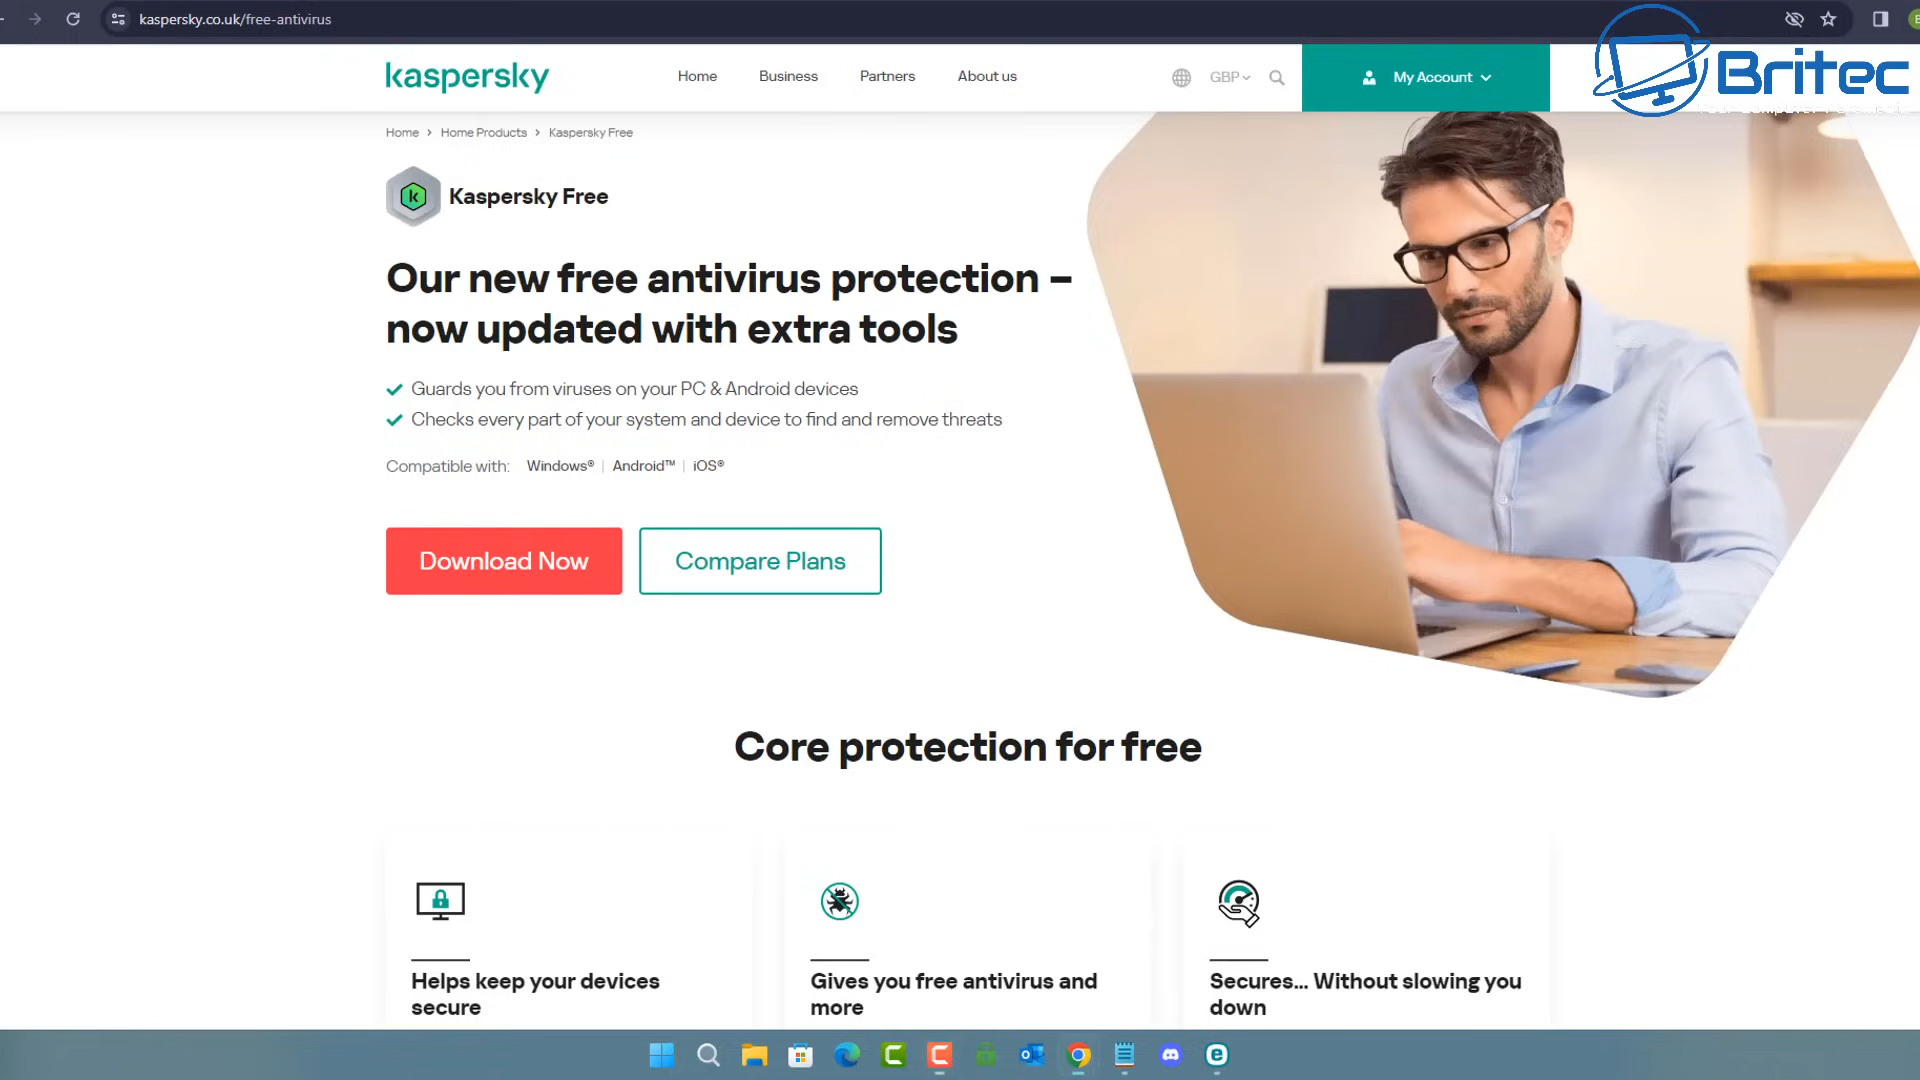 kaspersky.co.uk/free-antivirus
kaspersky
Home
Business
Partners
About us
GBP
My Account
Britec
Home > Home Products > Kaspersky Free
k
Kaspersky Free
Our new free antivirus protection –
now updated with extra tools
Guards you from viruses on your PC & Android devices
Checks every part of your system and device to find and remove threats
Compatible with: Windows® | Android™ | iOS®
Download Now
Compare Plans
Core protection for free
Helps keep your devices
secure
Gives you free antivirus and
more
Secures... Without slowing you
down